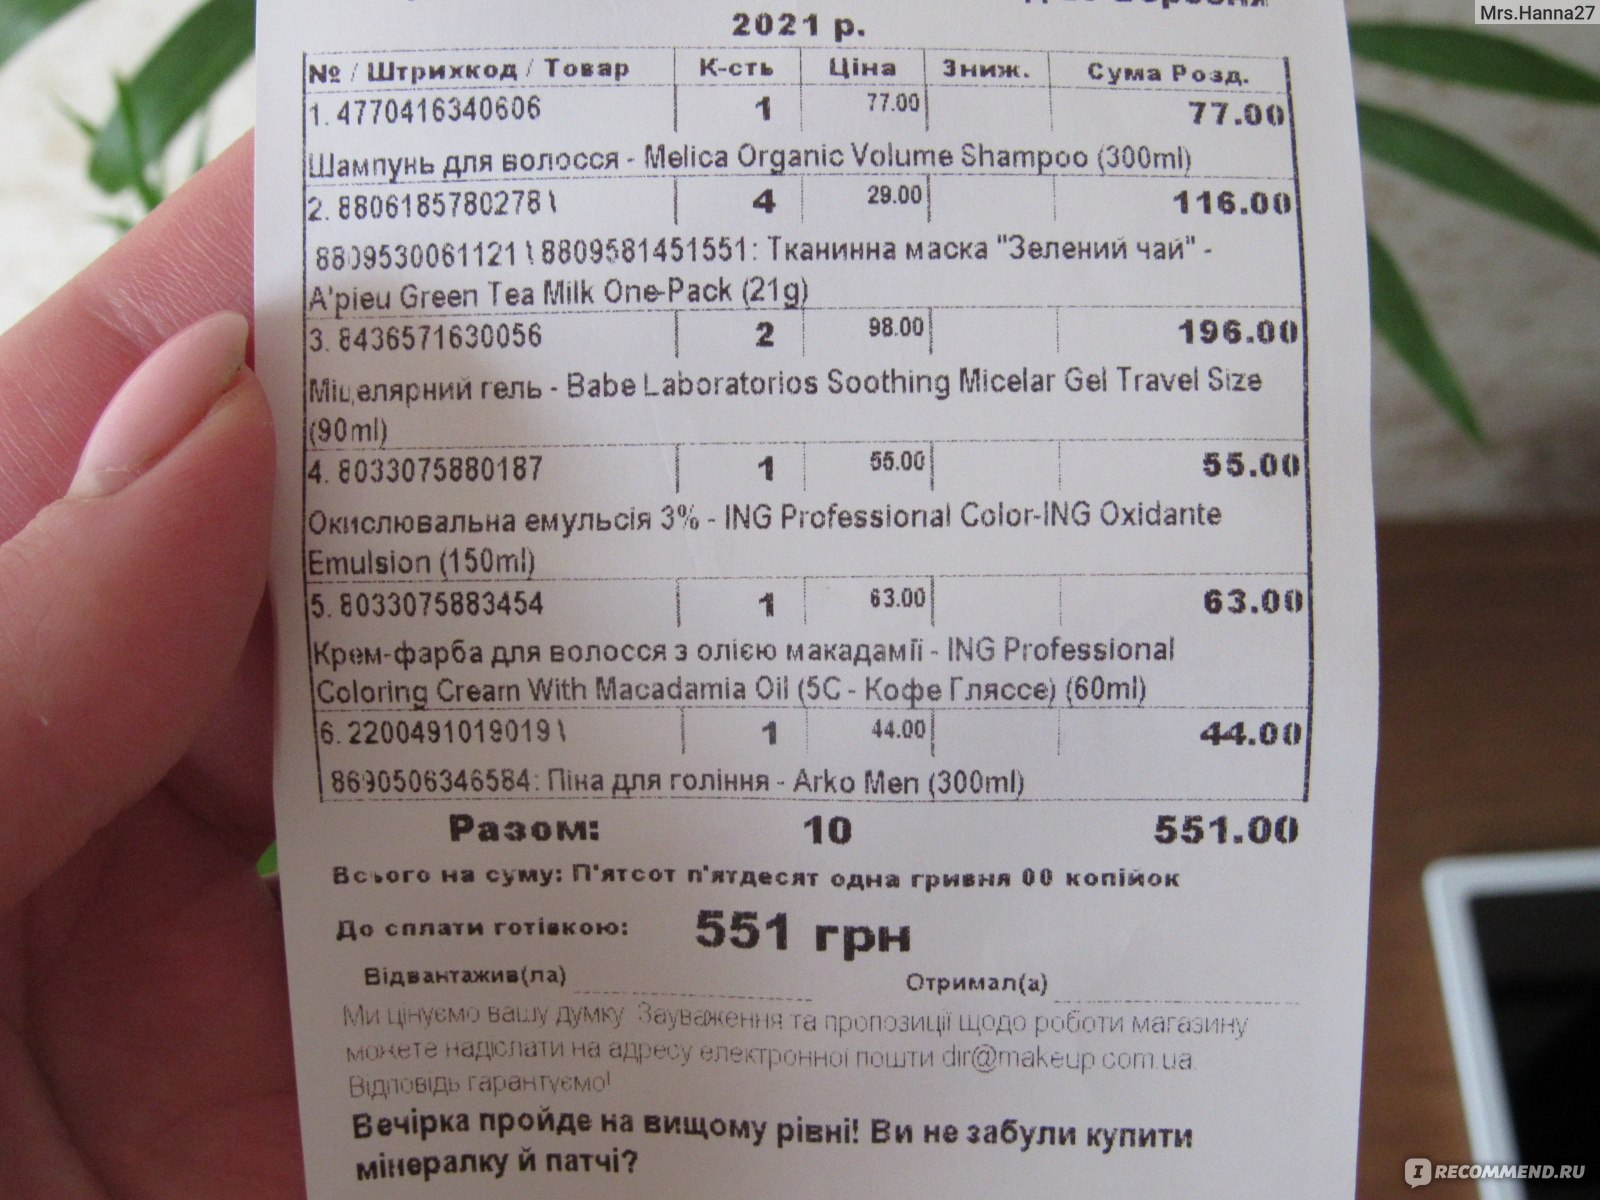 Mrs.Hanna27
2021 р.
№ / Штрихкод / Товар К-сть Ціна Зниж. Сума Розд.
1. 4770416340606 1 77.00 77.00
Шампунь для волосся - Melica Organic Volume Shampoo (300ml)
2. 8806185780278\ 4 29.00 116.00
8809530061121\8809581451551: Тканинна маска "Зелений чай" -
A'pieu Green Tea Milk One-Pack (21g)
3. 8436571630056 2 98.00 196.00
Міцелярний гель - Babe Laboratorios Soothing Micelar Gel Travel Size
(90ml)
4. 8033075880187 1 55.00 55.00
Окислювальна емульсія 3% - ING Professional Color-ING Oxidante
Emulsion (150ml)
5. 8033075883454 1 63.00 63.00
Крем-фарба для волосся з олією макадамії - ING Professional
Coloring Cream With Macadamia Oil (5C - Кофе Гляссе) (60ml)
6. 2200491019019\ 1 44.00 44.00
8690506346584: Піна для гоління - Arko Men (300ml)
Разом: 10 551.00
Всього на суму: П'ятсот п'ятдесят одна гривня 00 копійок
До сплати готівкою: 551 грн
Відвантажив(ла) Отримал(а)
Ми цінуємо вашу думку. Зауваження та пропозиції щодо роботи магазину
можете надіслати на адресу електронної пошти dir@makeup.com.ua.
Відповідь гарантуємо!
Вечірка пройде на вищому рівні! Ви не забули купити
мінералку й патчі?
IRECOMMEND.RU